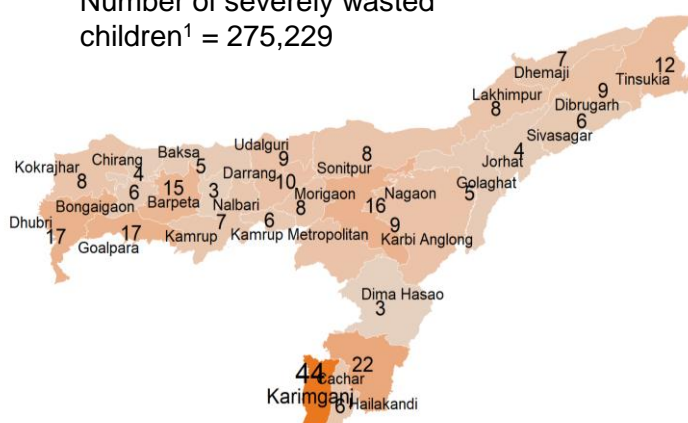 Number of severely wasted
children¹ = 275,229
7
Dhemaji
12
Tinsukia
Lakhimpur
8
9
Dibrugarh
6
Sivasagar
4
Jorhat
5
Golaghat
Udalguri
9
8
Sonitpur
Baksa
5
Chirang
4
Kokrajhar
8
6
Bongaigaon
15
Barpeta
3
Nalbari
Darrang
10
Morigaon
8
Nagaon
16
9
Karbi Anglong
Dhubri
17
17
Goalpara
7
Kamrup
6
Kamrup Metropolitan
Dima Hasao
3
22
Cachar
44
Karimganj
6
Hailakandi